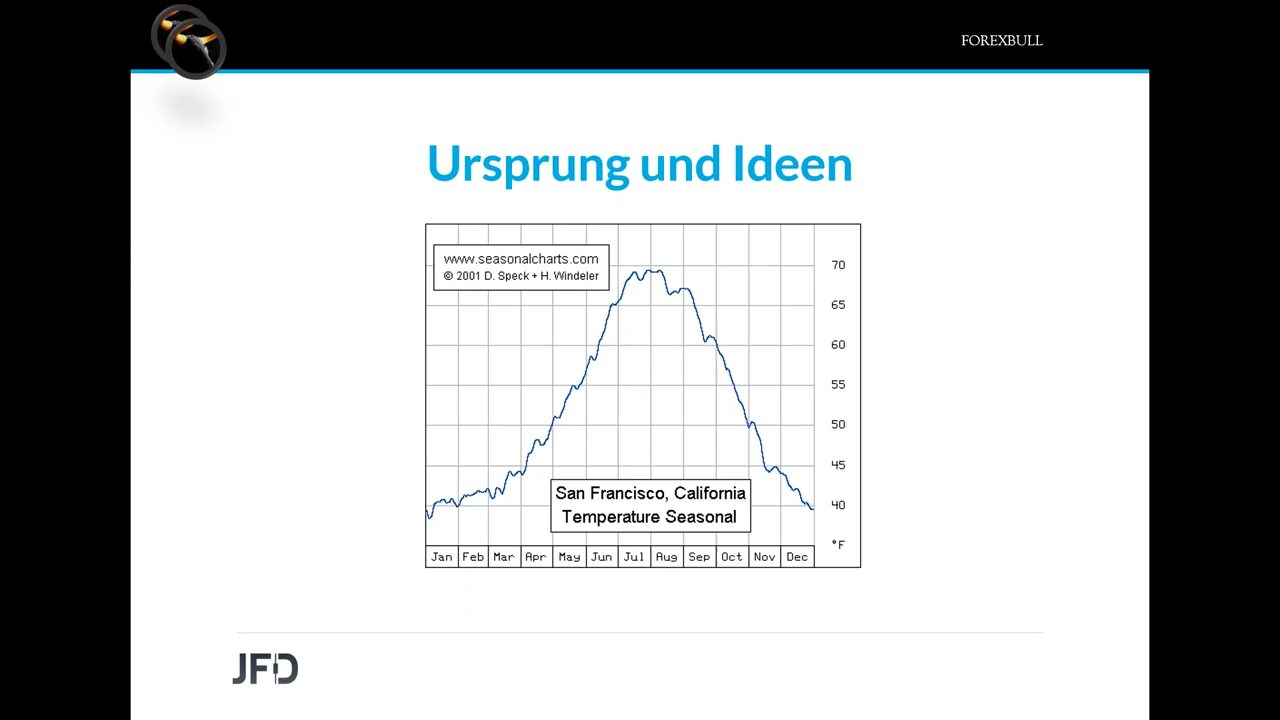 FOREXBULL
Ursprung und Ideen
www.seasonalcharts.com
© 2001 D. Speck + H. Windeler
70
65
60
55
50
45
40
°F
San Francisco, California
Temperature Seasonal
Jan Feb Mar Apr May Jun Jul Aug Sep Oct Nov Dec
JFD